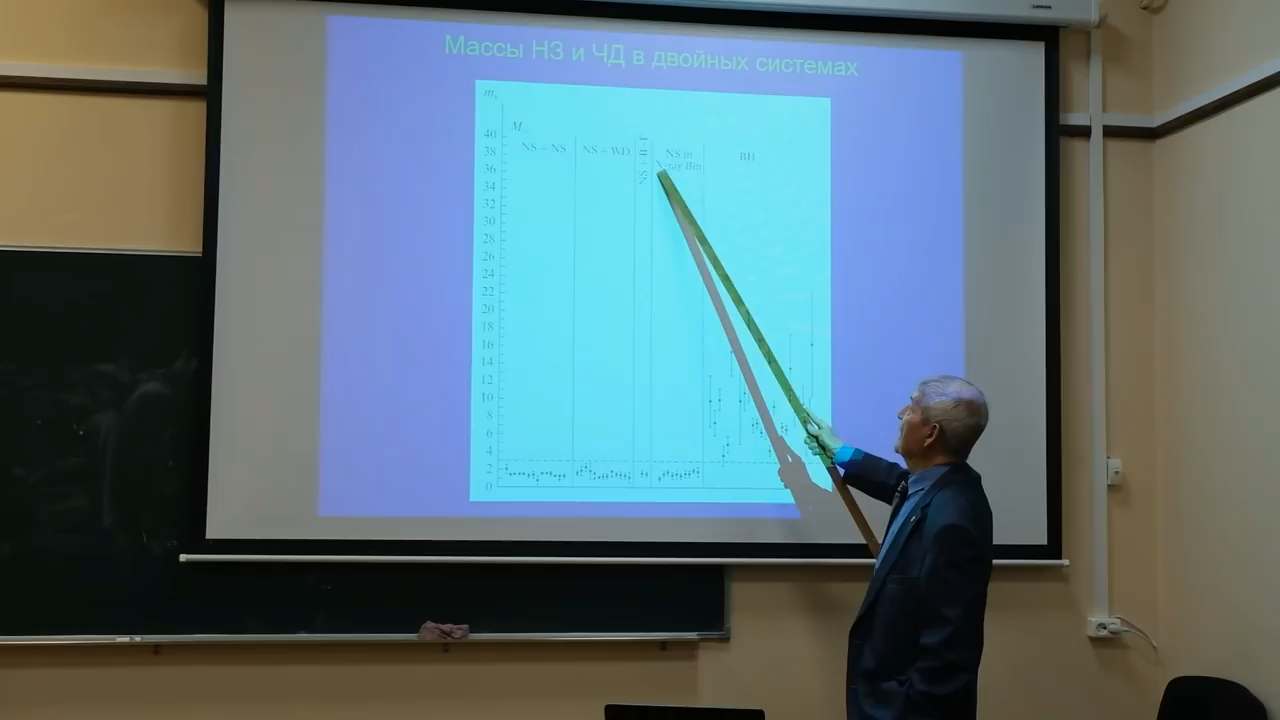 Массы НЗ и ЧД в двойных системах
m
M
40
38
36
34
32
30
28
26
24
22
20
18
16
14
12
10
8
6
4
2
0
NS – NS
NS – WD
NS in
X-ray Bin
BH